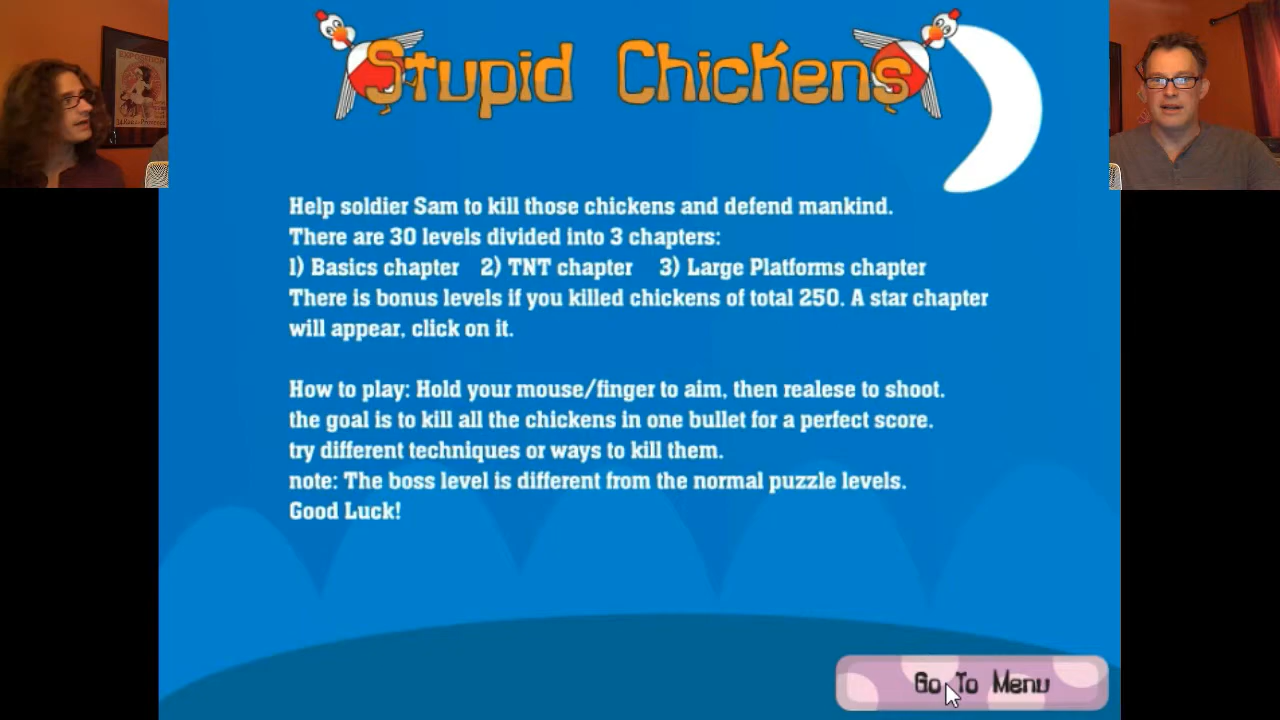 Stupid Chickens
Help soldier Sam to kill those chickens and defend mankind.
There are 30 levels divided into 3 chapters:
1) Basics chapter 2) TNT chapter 3) Large Platforms chapter
There is bonus levels if you killed chickens of total 250. A star chapter
will appear, click on it.
How to play: Hold your mouse/finger to aim, then realese to shoot.
the goal is to kill all the chickens in one bullet for a perfect score.
try different techniques or ways to kill them.
note: The boss level is different from the normal puzzle levels.
Good Luck!
Go To Menu